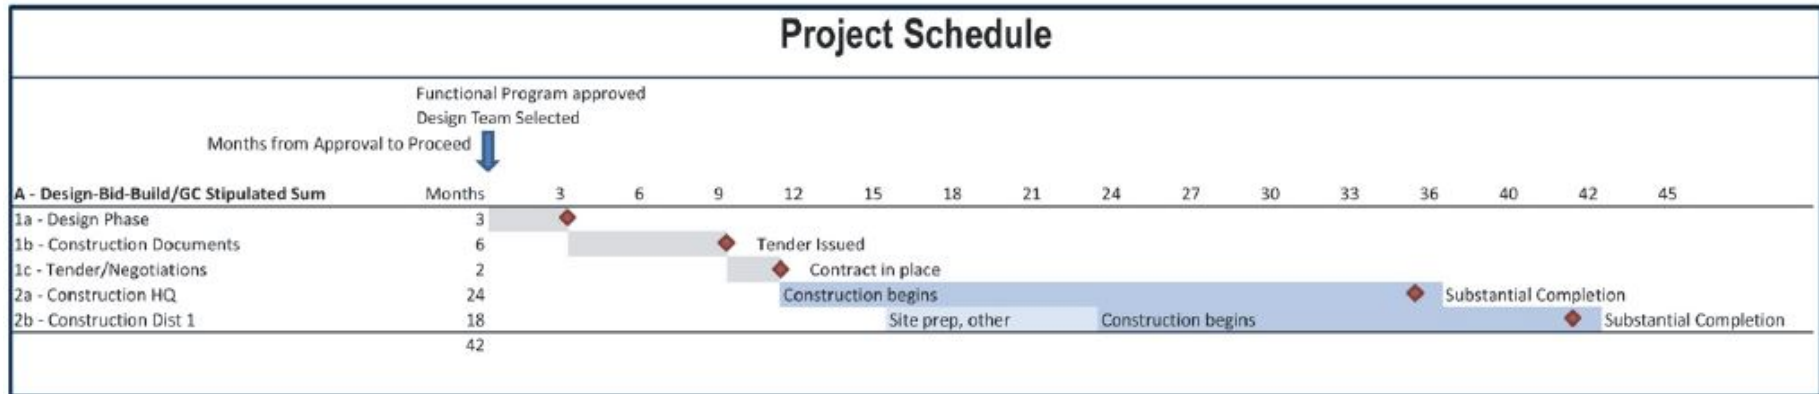 Project Schedule
Functional Program approved
Design Team Selected
Months from Approval to Proceed
A - Design-Bid-Build/GC Stipulated Sum Months 3 6 9 12 15 18 21 24 27 30 33 36 40 42 45
1a - Design Phase 3
1b - Construction Documents 6 Tender Issued
1c - Tender/Negotiations 2 Contract in place
2a - Construction HQ 24 Construction begins Substantial Completion
2b - Construction Dist 1 18 Site prep, other Construction begins Substantial Completion
42